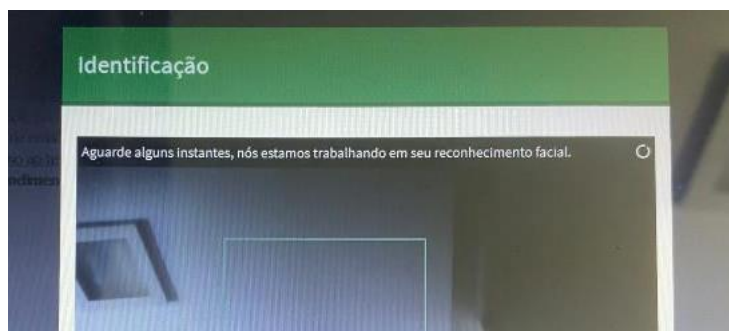 Identificação
Aguarde alguns instantes, nós estamos trabalhando em seu reconhecimento facial.